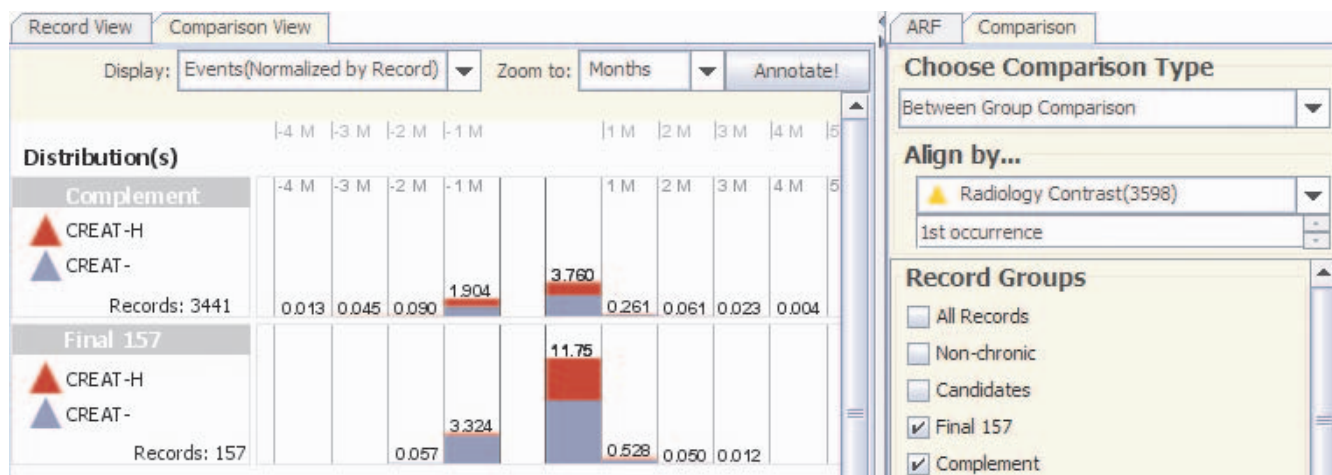 Record View Comparison View
Display: Events(Normalized by Record) Zoom to: Months Annotate!
-4 M -3 M -2 M -1 M 1 M 2 M 3 M 4 M 5
Distribution(s)
Complement -4 M -3 M -2 M -1 M 1 M 2 M 3 M 4 M 5
CREAT-H
CREAT-
Records: 3441 0.013 0.045 0.090 1.904 3.760 0.261 0.061 0.023 0.004
Final 157
CREAT-H
CREAT-
Records: 157 0.057 3.324 11.75 0.528 0.050 0.012
ARF Comparison
Choose Comparison Type
Between Group Comparison
Align by...
Radiology Contrast(3598)
1st occurrence
Record Groups
All Records
Non-chronic
Candidates
Final 157
Complement